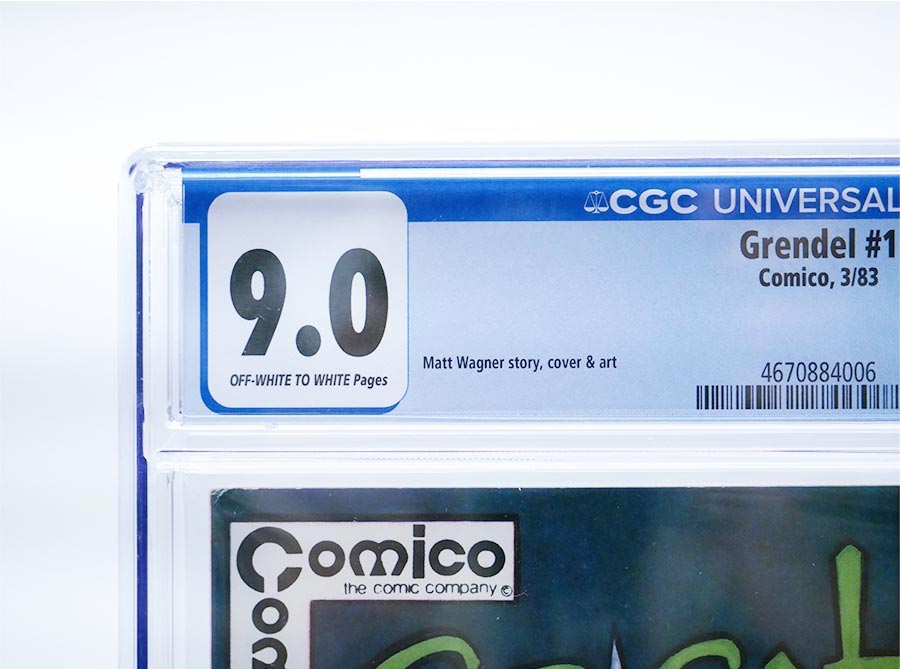 CGC UNIVERSAL
9.0
OFF-WHITE TO WHITE Pages
Grendel #1
Comico, 3/83
Matt Wagner story, cover & art
4670884006
Comico
the comic company ©